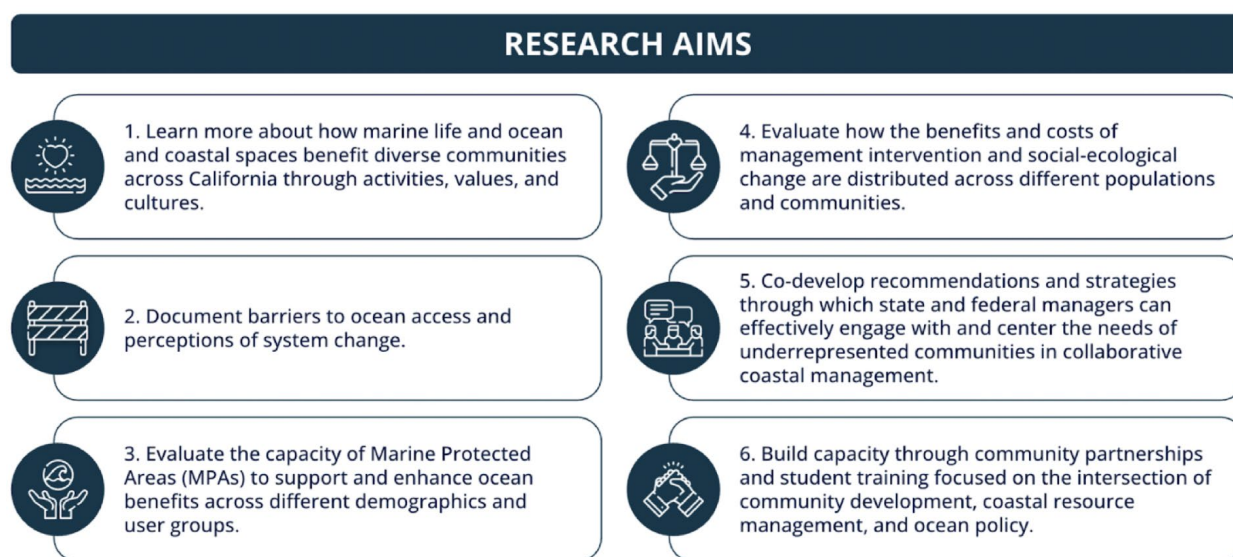 RESEARCH AIMS
1. Learn more about how marine life and ocean
and coastal spaces benefit diverse communities
across California through activities, values, and
cultures.
2. Document barriers to ocean access and
perceptions of system change.
3. Evaluate the capacity of Marine Protected
Areas (MPAs) to support and enhance ocean
benefits across different demographics and
user groups.
4. Evaluate how the benefits and costs of
management intervention and social-ecological
change are distributed across different populations
and communities.
5. Co-develop recommendations and strategies
through which state and federal managers can
effectively engage with and center the needs of
underrepresented communities in collaborative
coastal management.
6. Build capacity through community partnerships
and student training focused on the intersection of
community development, coastal resource
management, and ocean policy.